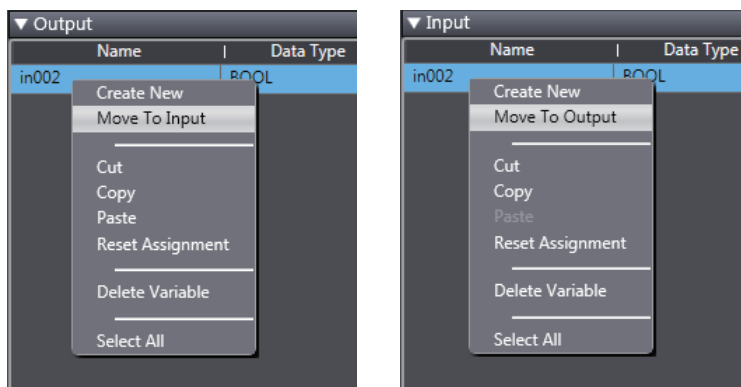 ▼ Output
Name | Data Type
in002 BOOL
Create New
Move To Input
Cut
Copy
Paste
Reset Assignment
Delete Variable
Select All
▼ Input
Name | Data Type
in002 BOOL
Create New
Move To Output
Cut
Copy
Paste
Reset Assignment
Delete Variable
Select All